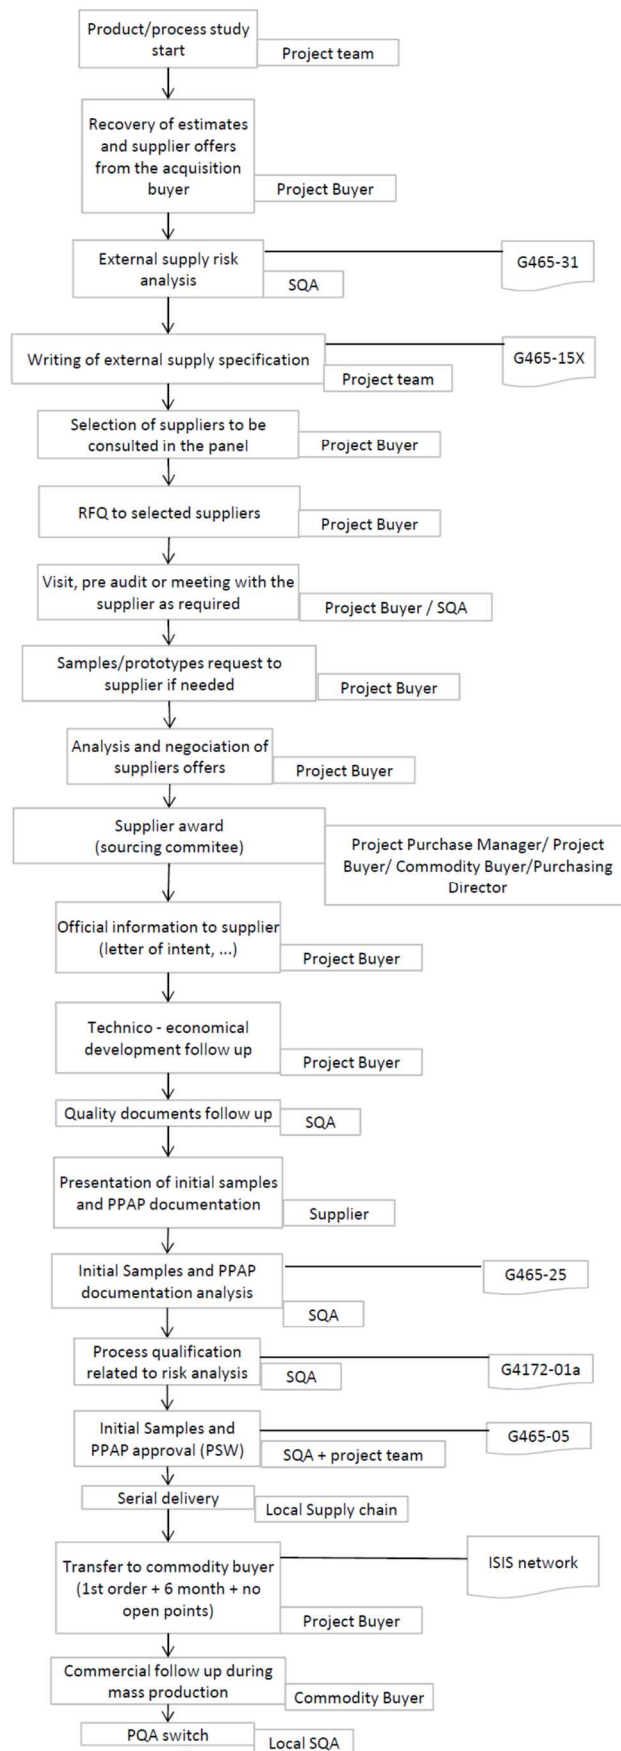 Product/process study
start
Project team
Recovery of estimates
and supplier offers
from the acquisition
buyer
Project Buyer
External supply risk
analysis
SQA
G465-31
Writing of external supply specification
Project team
G465-15X
Selection of suppliers to be
consulted in the panel
Project Buyer
RFQ to selected suppliers
Project Buyer
Visit, pre audit or meeting with the
supplier as required
Project Buyer / SQA
Samples/prototypes request to
supplier if needed
Project Buyer
Analysis and negociation of
suppliers offers
Project Buyer
Supplier award
(sourcing commitee)
Project Purchase Manager/ Project
Buyer/ Commodity Buyer/Purchasing
Director
Official information to supplier
(letter of intent, ...)
Project Buyer
Technico - economical
development follow up
Project Buyer
Quality documents follow up
SQA
Presentation of initial samples
and PPAP documentation
Supplier
Initial Samples and PPAP
documentation analysis
SQA
G465-25
Process qualification
related to risk analysis
SQA
G4172-01a
Initial Samples and
PPAP approval (PSW)
SQA + project team
G465-05
Serial delivery
Local Supply chain
Transfer to commodity buyer
(1st order + 6 month + no
open points)
Project Buyer
ISIS network
Commercial follow up during
mass production
Commodity Buyer
PQA switch
Local SQA